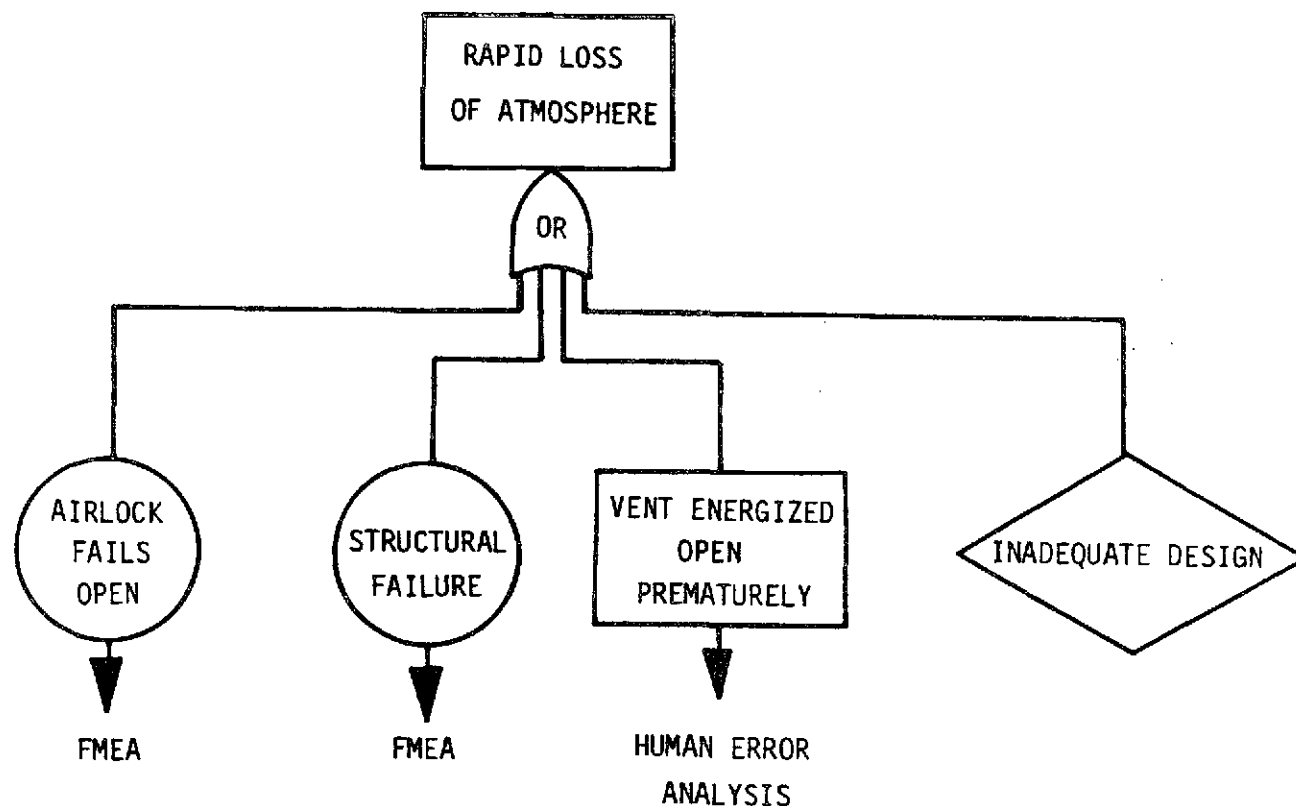 RAPID LOSS
OF ATMOSPHERE
OR
AIRLOCK
FAILS
OPEN
STRUCTURAL
FAILURE
VENT ENERGIZED
OPEN
PREMATURELY
INADEQUATE DESIGN
FMEA
FMEA
HUMAN ERROR
ANALYSIS